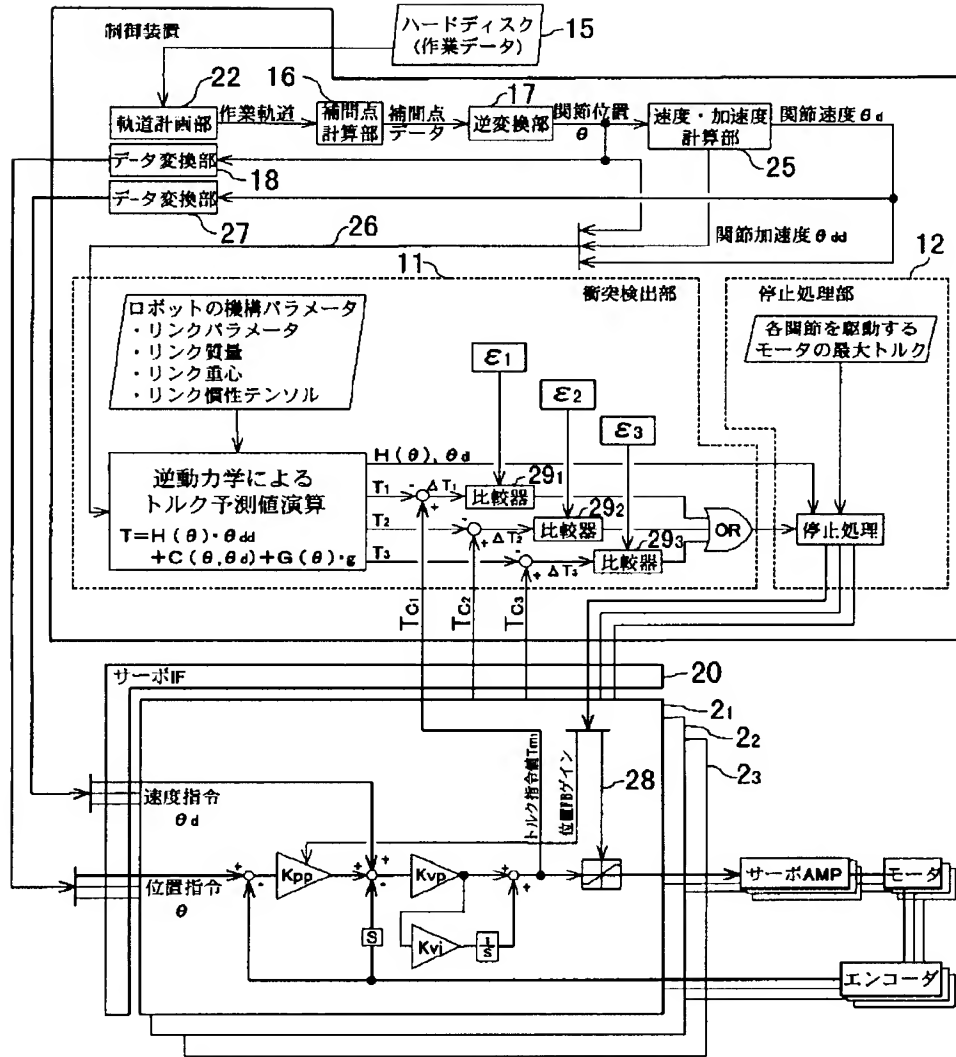 制御装置
ハードディスク
(作業データ)
15
22
軌道計画部
作業軌道
16
補間点
計算部
補間点
データ
17
逆変換部
関節位置
θ
速度・加速度
計算部
25
関節速度θd
データ変換部
18
データ変換部
27
26
関節加速度θdd
11
衝突検出部
12
停止処理部
ロボットの機構パラメータ
・リンクパラメータ
・リンク質量
・リンク重心
・リンク慣性テンソル
各関節を駆動する
モータの最大トルク
ε1
ε2
ε3
逆動力学による
トルク予測値演算
T=H(θ)・θdd
+C(θ,θd)+G(θ)・g
H(θ),θd
T1
-
+
ΔT1
比較器
291
T2
-
+
ΔT2
比較器
292
T3
-
+
ΔT3
比較器
293
OR
停止処理
TC1
TC2
TC3
サーボIF
20
21
22
23
トルク指令値Tm1
位置FBゲイン
28
速度指令
θd
位置指令
θ
+
-
Kpp
+
+
-
Kvp
+
+
Kvi
1/S
S
サーボAMP
モータ
エンコーダ